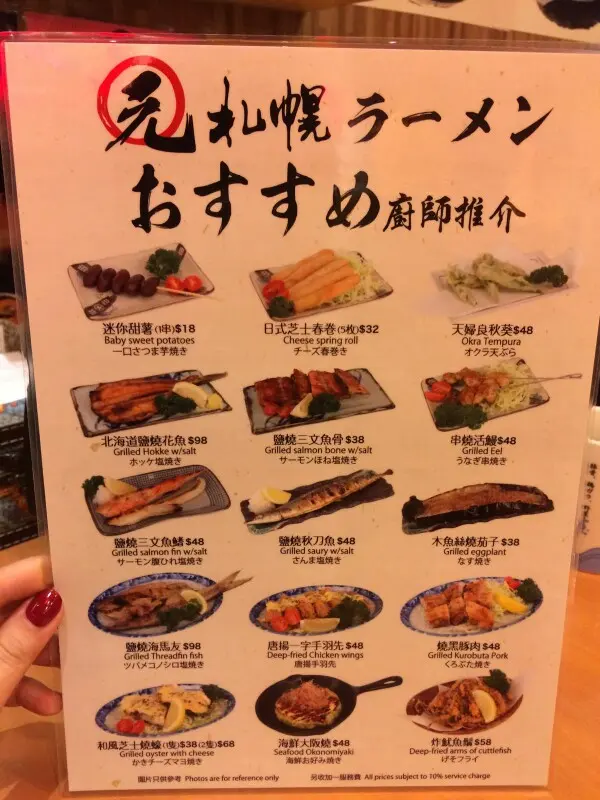 元札幌ラーメン
おすすめ廚師推介
迷你甜薯(1串)$18
Baby sweet potatoes
一口さつま芋焼き
日式芝士春巻(5枚)$32
Cheese spring roll
チーズ春巻き
天婦良秋葵$48
Okra Tempura
オクラ天ぷら
北海道鹽燒花魚 $98
Grilled Hokke w/salt
ホッケ塩焼き
鹽燒三文魚骨 $38
Grilled salmon bone w/salt
サーモンほね塩焼き
串燒活鰻$48
Grilled Eel
うなぎ串焼き
鹽燒三文魚鰭 $48
Grilled salmon fin w/salt
サーモン腹ひれ塩焼き
鹽燒秋刀魚 $48
Grilled saury w/salt
さんま塩焼き
木魚絲燒茄子 $38
Grilled eggplant
なす焼き
鹽燒海馬友 $98
Grilled Threadfin fish
ツバメコノシロ塩焼き
唐揚一字手羽先 $48
Deep-fried Chicken wings
唐揚手羽先
燒黑豚肉 $48
Grilled Kurobuta Pork
くろぶた焼き
和風芝士燒蠔(1隻)$38(2隻)$68
Grilled oyster with cheese
かきチーズマヨ焼き
海鮮大阪燒 $48
Seafood Okonomiyaki
海鮮お好み焼き
炸魷魚鬚 $58
Deep-fried arms of cuttlefish
げそフライ
圖片只供參考 Photos are for reference only
另收加一服務費 All prices subject to 10% service charge